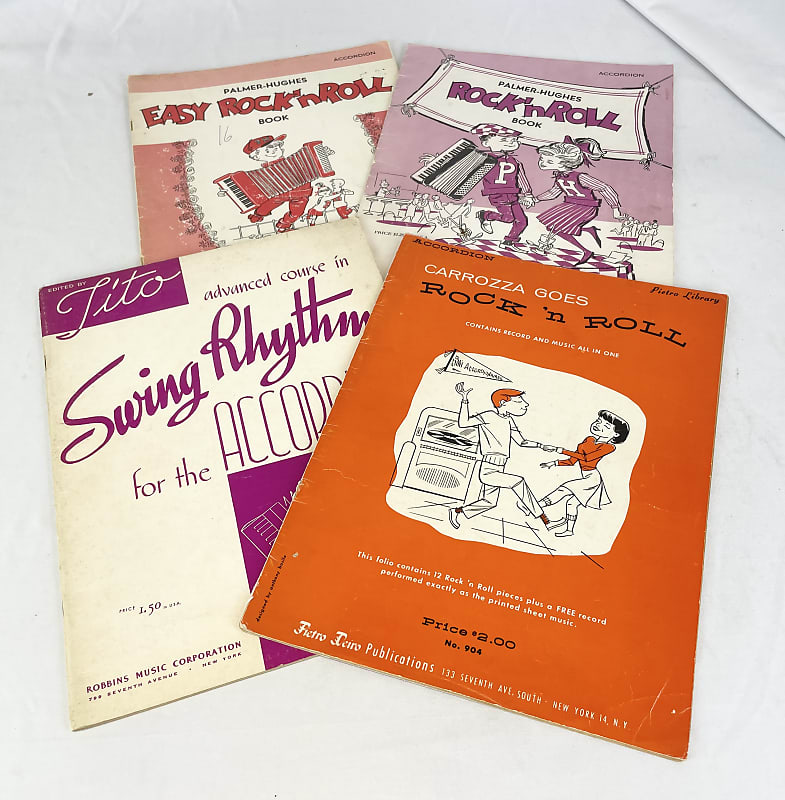 ACCORDION
PALMER-HUGHES
EASY ROCK 'n ROLL
BOOK
16
ACCORDION
PALMER-HUGHES
ROCK 'n ROLL
BOOK
P
H
EDITED BY
Tito
advanced course in
Swing Rhythm
for the ACCORD
PRICE 1.50 in U.S.A.
ROBBINS MUSIC CORPORATION
799 SEVENTH AVENUE · NEW YORK
ACCORDION
Pietro Library
CARROZZA GOES
ROCK 'n ROLL
CONTAINS RECORD AND MUSIC ALL IN ONE
This folio contains 12 Rock 'n Roll pieces plus a FREE record
performed exactly as the printed sheet music.
Price $2.00
No. 904
Pietro Deiro Publications 133 SEVENTH AVE. SOUTH - NEW YORK 14, N.Y.